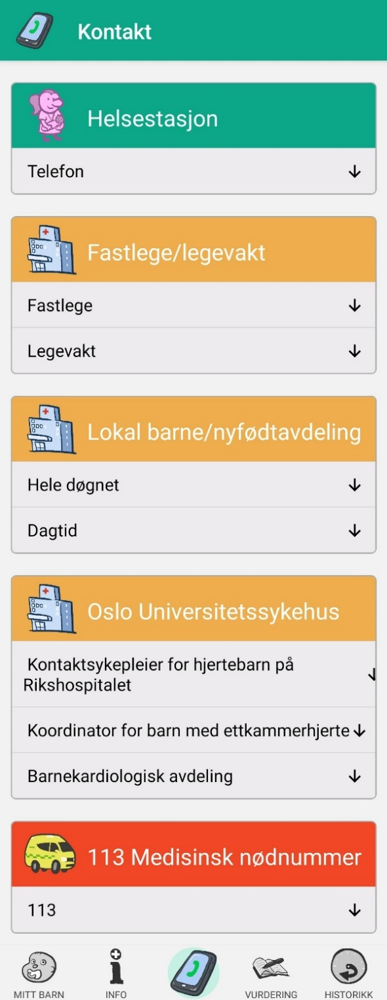 Kontakt
Helsestasjon
Telefon
Fastlege/legevakt
Fastlege
Legevakt
Lokal barne/nyfødtavdeling
Hele døgnet
Dagtid
Oslo Universitetssykehus
Kontaktsykepleier for hjertebarn på
Rikshospitalet
Koordinator for barn med ettkammerhjerte
Barnekardiologisk avdeling
113 Medisinsk nødnummer
113
MITT BARN
INFO
VURDERING
HISTORIKK